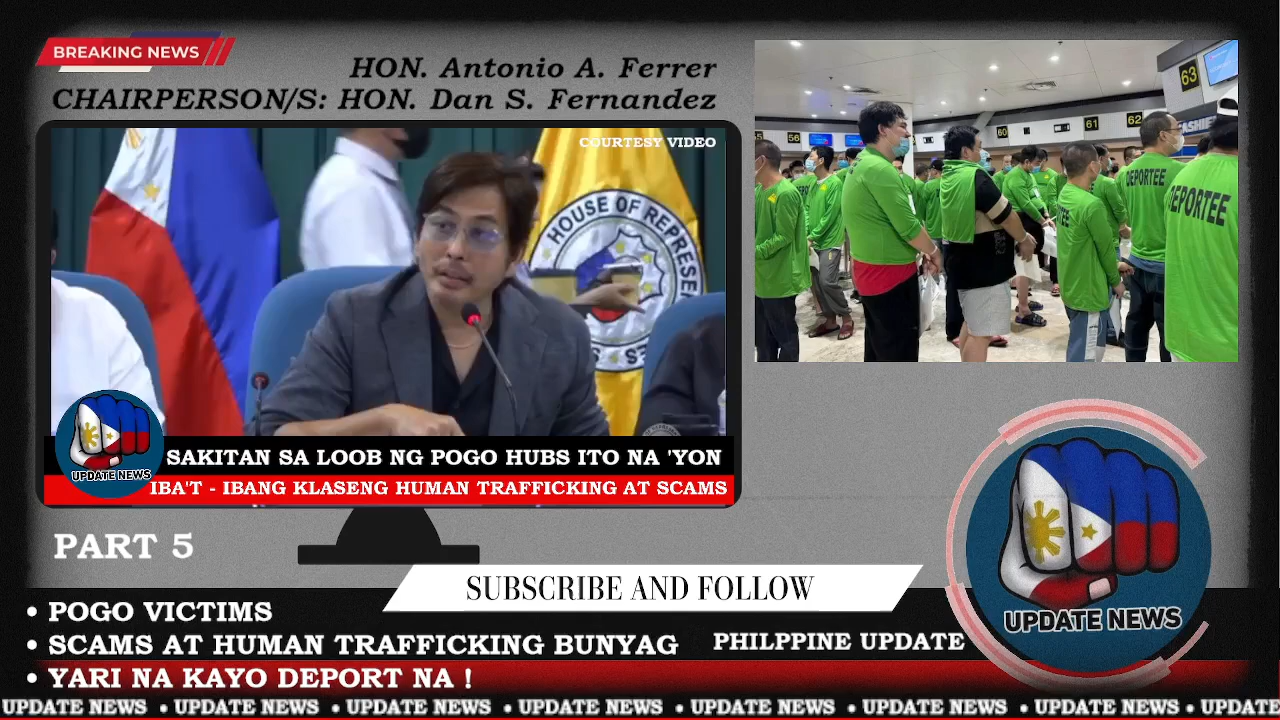 BREAKING NEWS
HON. Antonio A. Ferrer
CHAIRPERSON/S: HON. Dan S. Fernandez
COURTESY VIDEO
HOUSE OF REPRESE
63
62
61
60
56
DEPORTEE
DEPORTEE
UPDATE NEWS
SAKITAN SA LOOB NG POGO HUBS ITO NA 'YON
IBA'T - IBANG KLASENG HUMAN TRAFFICKING AT SCAMS
PART 5
SUBSCRIBE AND FOLLOW
UPDATE NEWS
• POGO VICTIMS
• SCAMS AT HUMAN TRAFFICKING BUNYAG
PHILPPINE UPDATE
• YARI NA KAYO DEPORT NA !
UPDATE NEWS • UPDATE NEWS • UPDATE NEWS • UPDATE NEWS • UPDATE NEWS • UPDATE NEWS • UPDATE NEWS • UPDATE